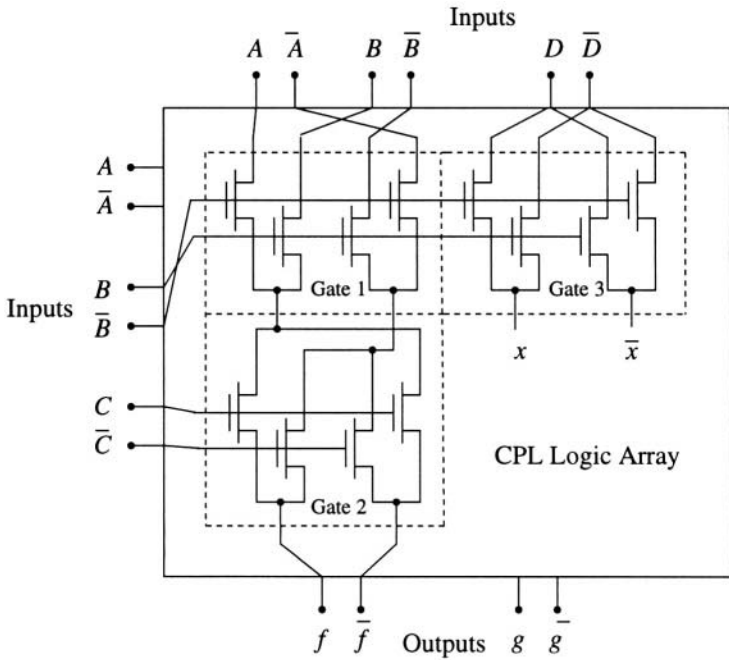 Inputs
A A̅ B B̅ D D̅
A
A̅
B
Inputs
B̅
Gate 1
Gate 3
x x̅
C
C̅
CPL Logic Array
Gate 2
f f̅ Outputs g g̅